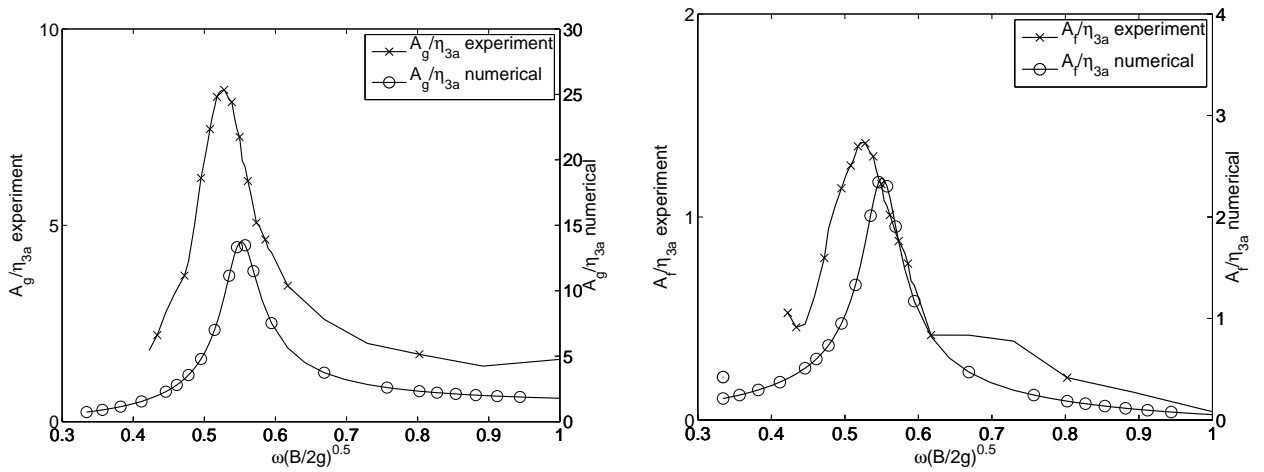 10
5
0
A_g/η_3a experiment
30
25
20
15
10
5
0
A_g/η_3a numerical
A_g/η_3a experiment
A_g/η_3a numerical
0.3 0.4 0.5 0.6 0.7 0.8 0.9 1
ω(B/2g)^0.5
2
1
0
A_f/η_3a experiment
4
3
2
1
0
A_f/η_3a numerical
A_f/η_3a experiment
A_f/η_3a numerical
0.3 0.4 0.5 0.6 0.7 0.8 0.9 1
ω(B/2g)^0.5